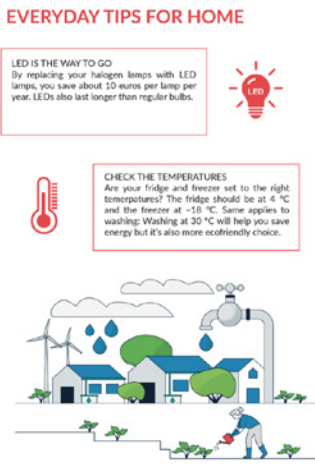 EVERYDAY TIPS FOR HOME
LED IS THE WAY TO GO
By replacing your halogen lamps with LED
lamps, you save about 10 euros per lamp per
year. LEDs also last longer than regular bulbs.
LED
CHECK THE TEMPERATURES
Are your fridge and freezer set to the right
temerpatures? The fridge should be at 4 °C
and the freezer at -18 °C. Same applies to
washing: Washing at 30 °C will help you save
energy but it's also more ecofriendly choice.